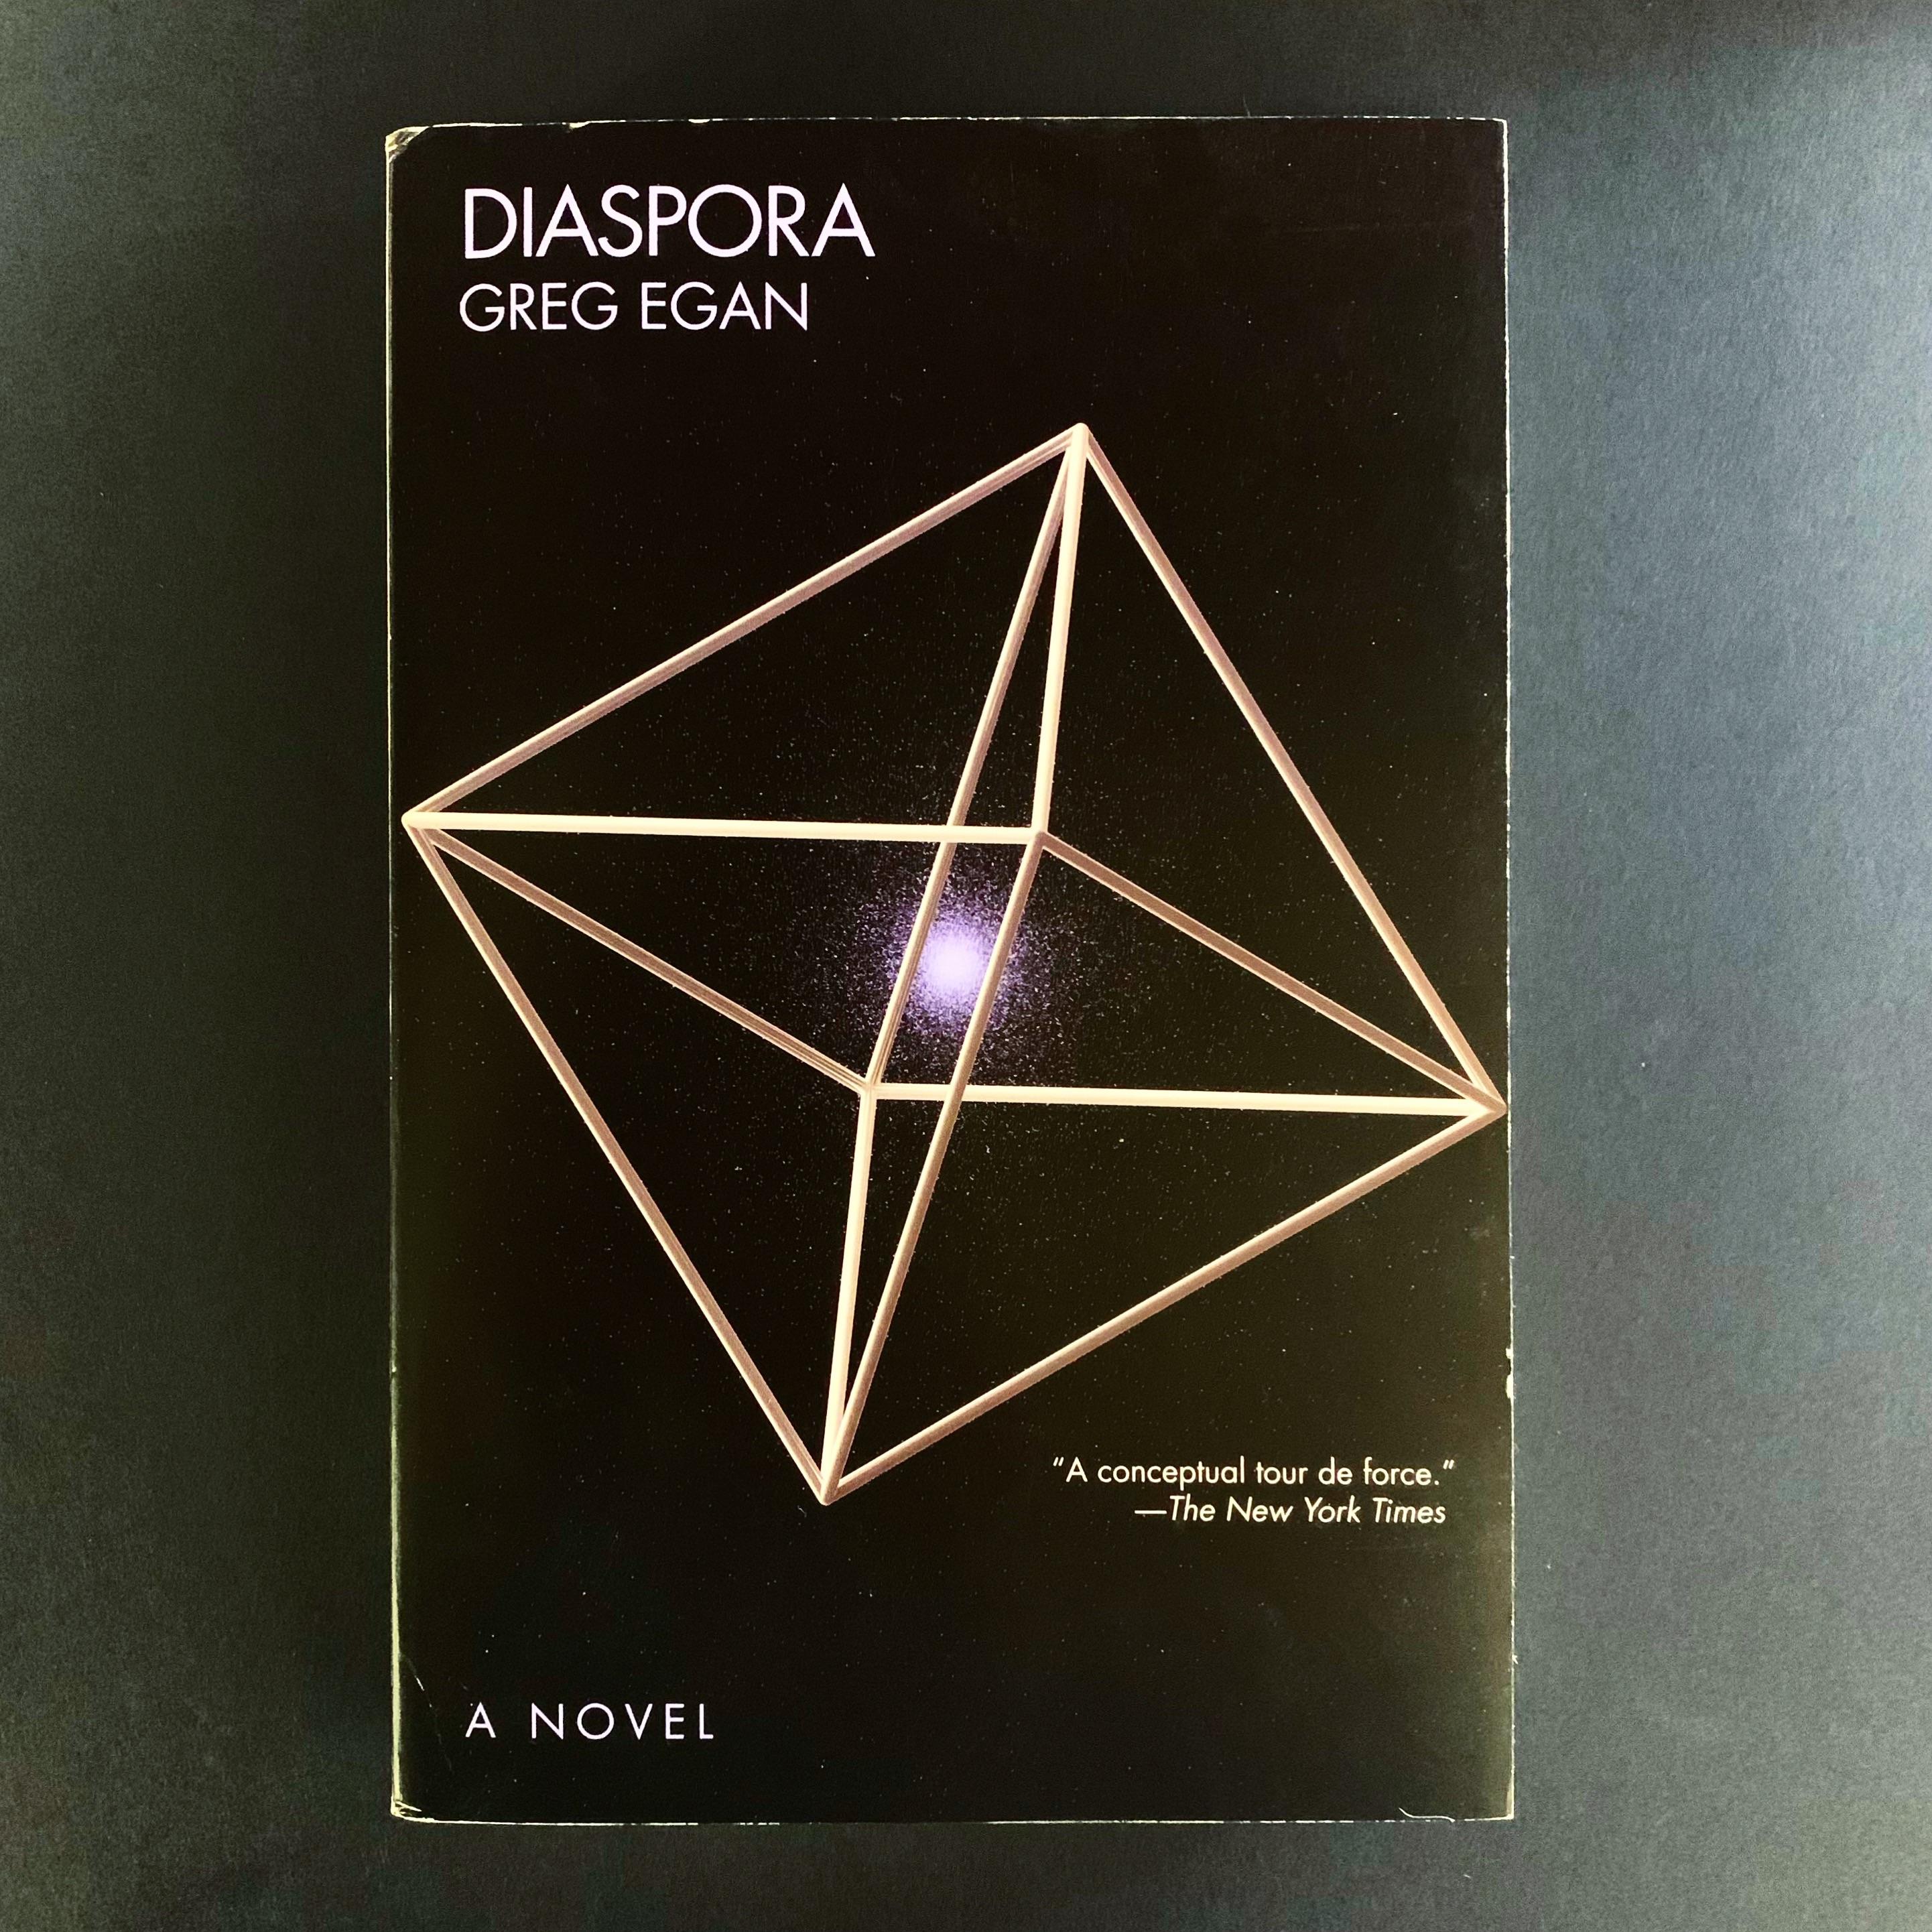 DIASPORA
GREG EGAN
“A conceptual tour de force.”
—The New York Times
A NOVEL